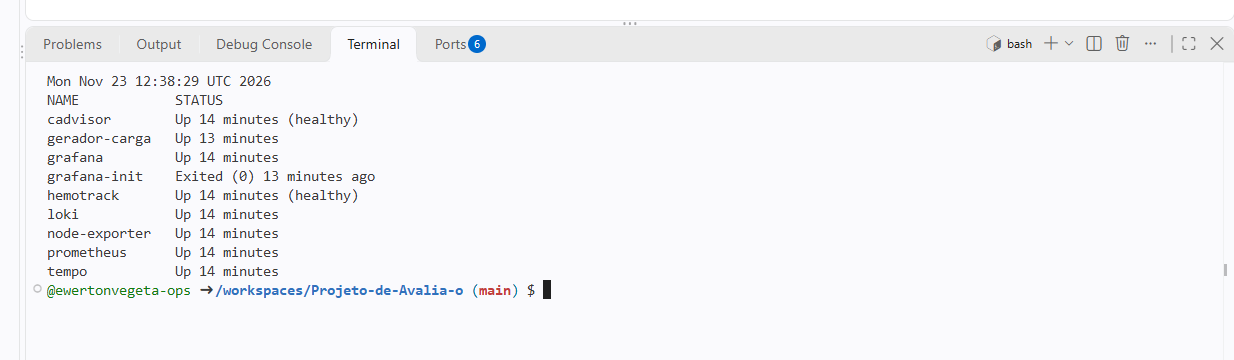 Problems Output Debug Console Terminal Ports 6 bash
Mon Nov 23 12:38:29 UTC 2026
NAME STATUS
cadvisor Up 14 minutes (healthy)
gerador-carga Up 13 minutes
grafana Up 14 minutes
grafana-init Exited (0) 13 minutes ago
hemotrack Up 14 minutes (healthy)
loki Up 14 minutes
node-exporter Up 14 minutes
prometheus Up 14 minutes
tempo Up 14 minutes
@ewertonvegeta-ops ➜/workspaces/Projeto-de-Avalia-o (main) $